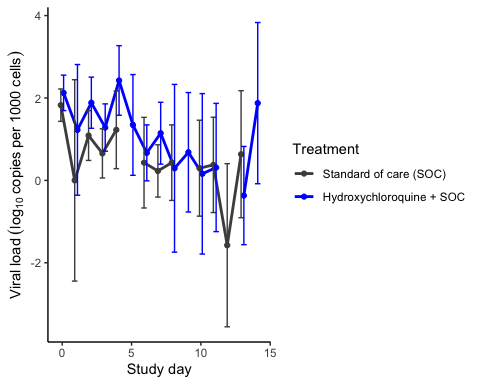 4
2
0
-2
0
5
10
15
Study day
Viral load (log₁₀ copies per 1000 cells)
Treatment
Standard of care (SOC)
Hydroxychloroquine + SOC